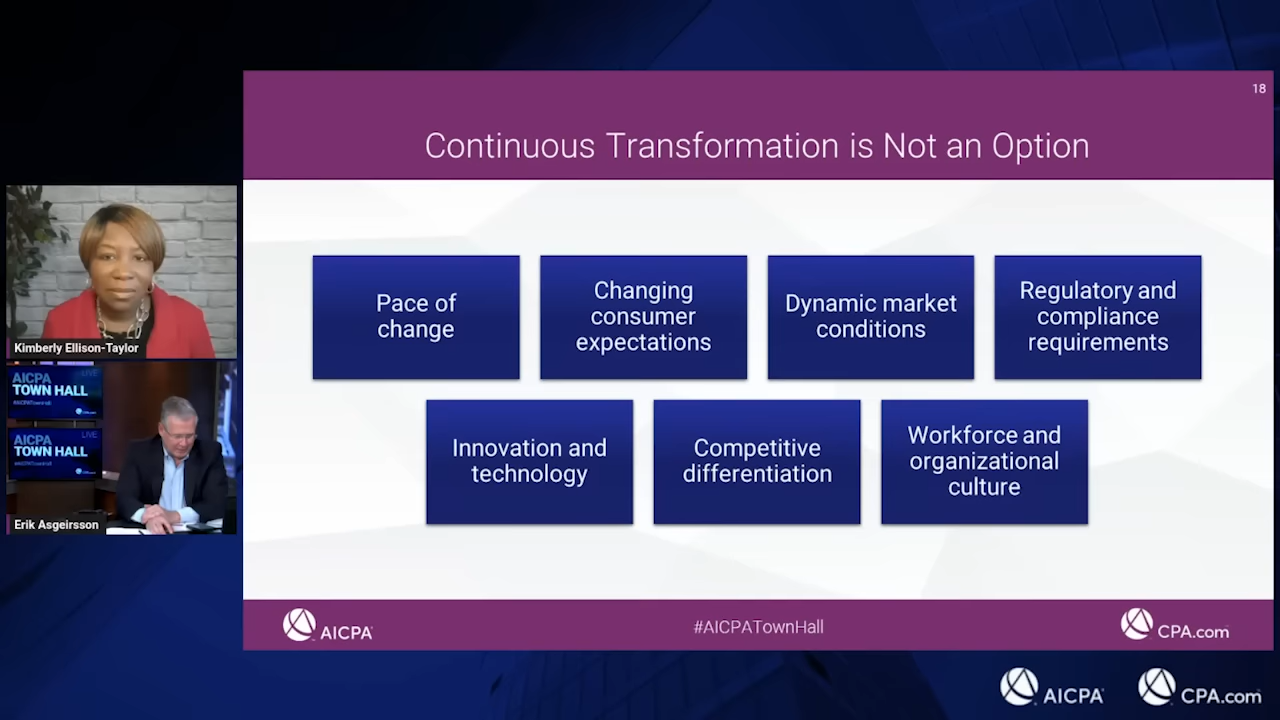 18
Continuous Transformation is Not an Option
Pace of
change
Changing
consumer
expectations
Dynamic market
conditions
Regulatory and
compliance
requirements
Innovation and
technology
Competitive
differentiation
Workforce and
organizational
culture
Kimberly Ellison-Taylor
LIVE
AICPA
TOWN HALL
LIVE
AICPA
TOWN HALL
Erik Asgeirsson
AICPA
#AICPATownHall
CPA.com
AICPA
CPA.com